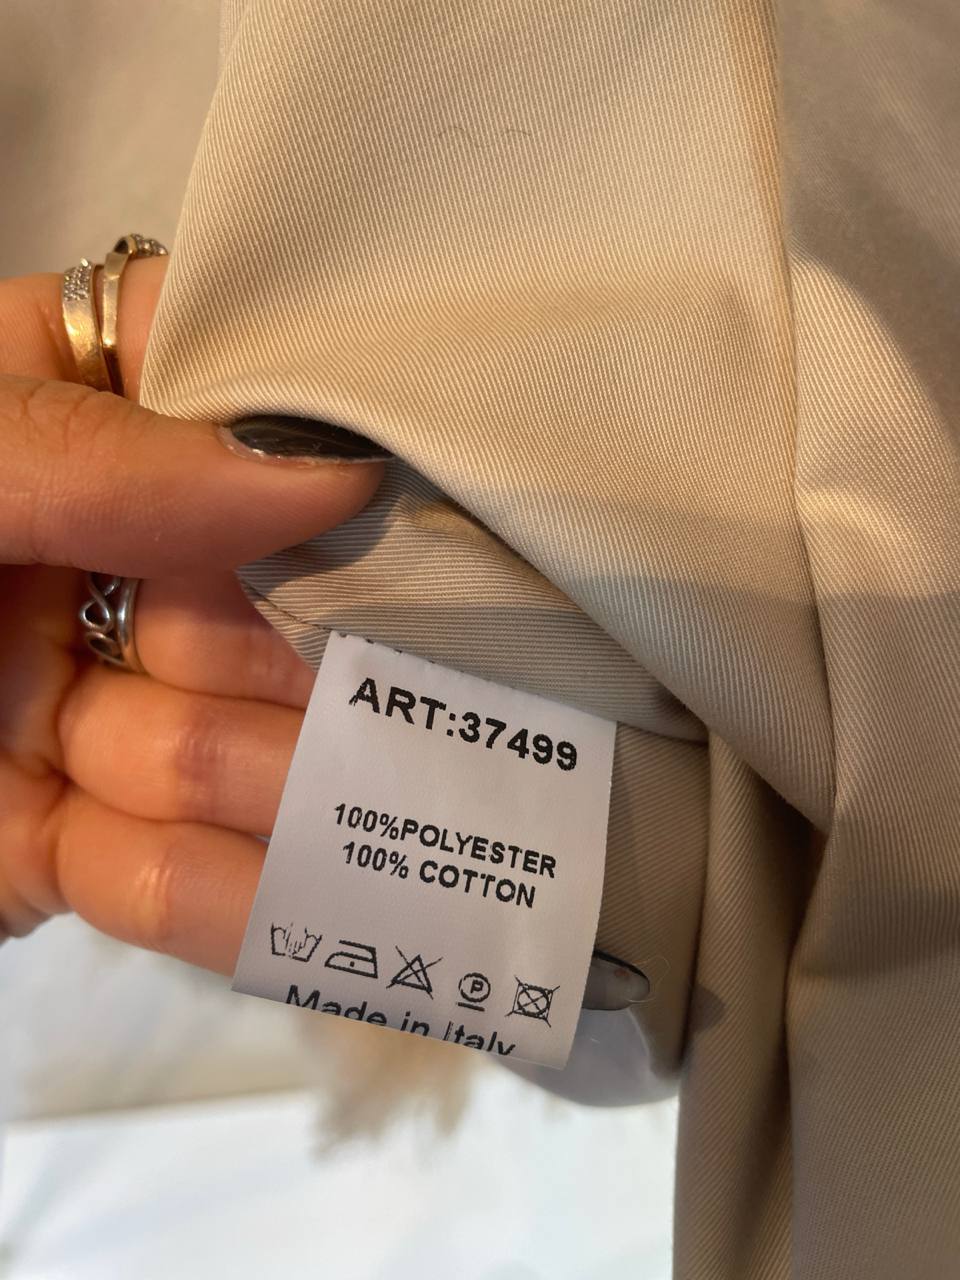 ART:37499
100%POLYESTER
100% COTTON
P
Made in Italy